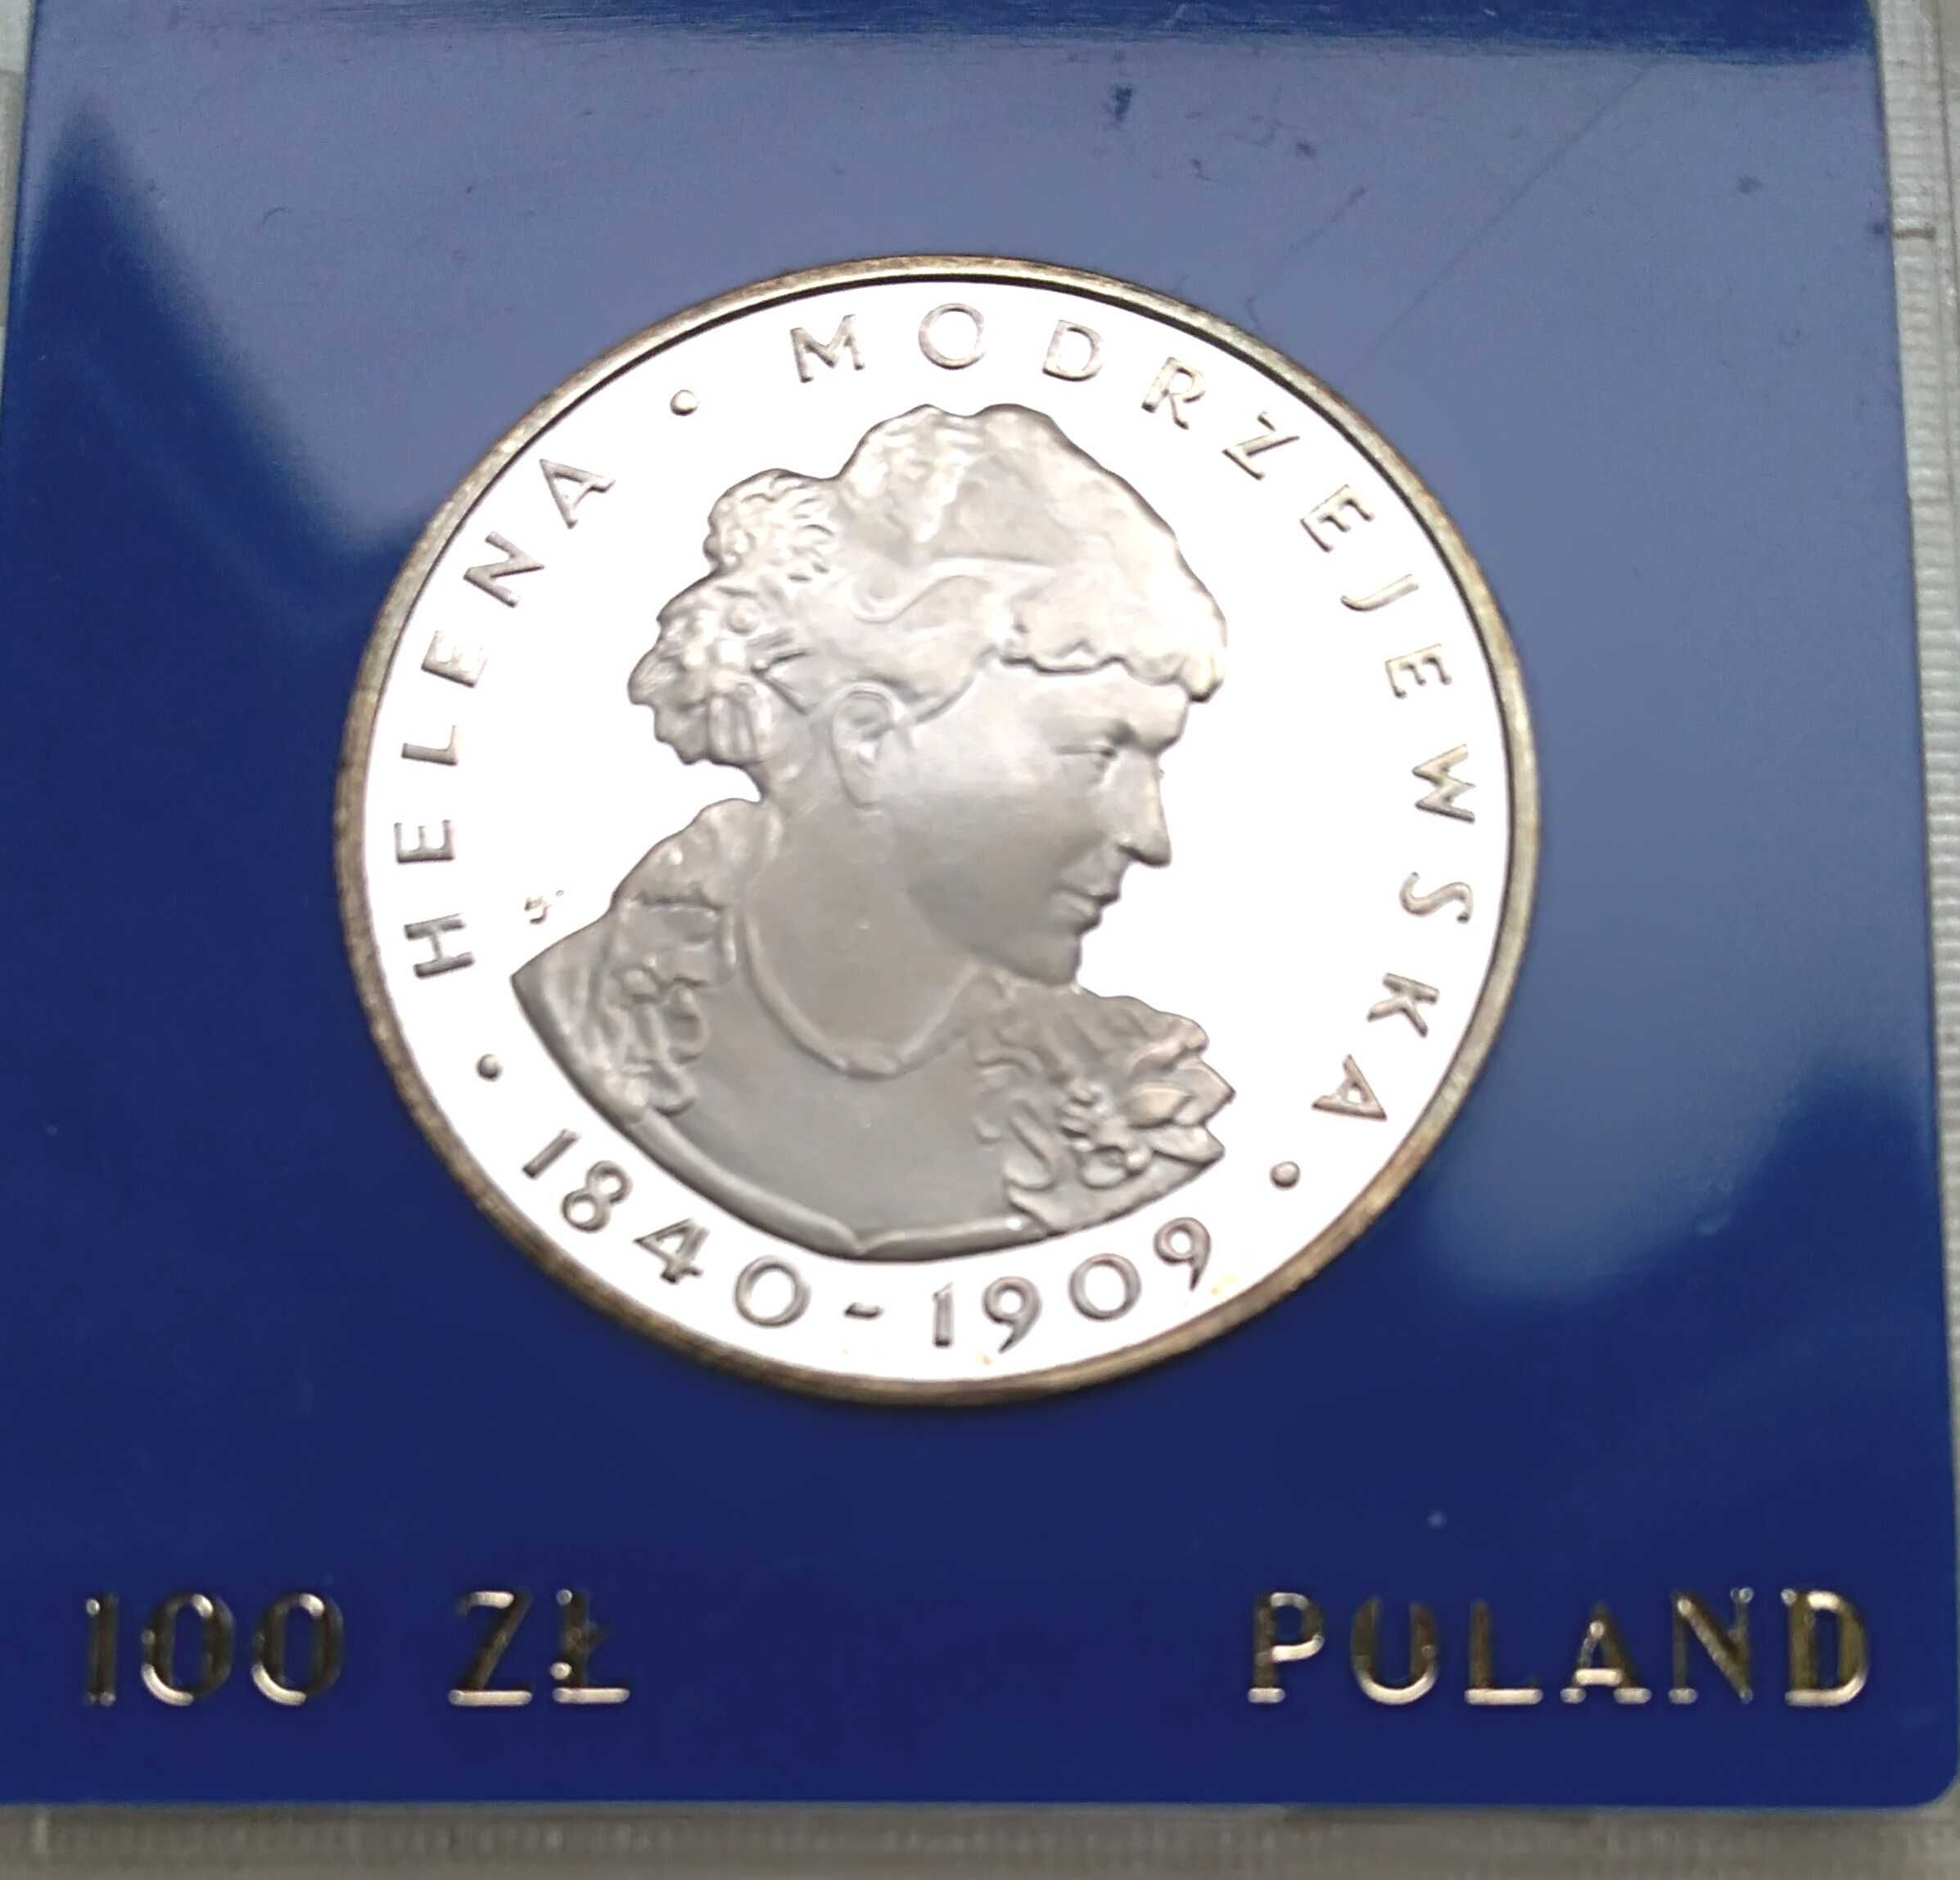 HELENA • MODRZEJEWSKA •
1840-1909 •
100 ZŁ
POLAND